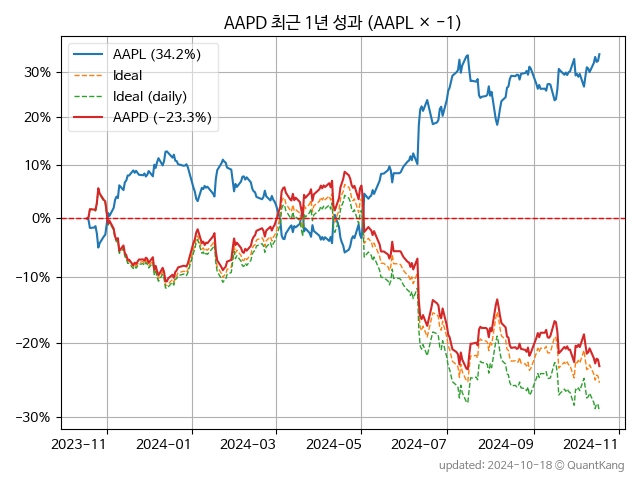 AAPD 최근 1년 성과 (AAPL × −1)
AAPL (34.2%)
Ideal
Ideal (daily)
AAPD (−23.3%)
30%
20%
10%
0%
−10%
−20%
−30%
2023-11
2024-01
2024-03
2024-05
2024-07
2024-09
2024-11
updated: 2024-10-18 © QuantKang